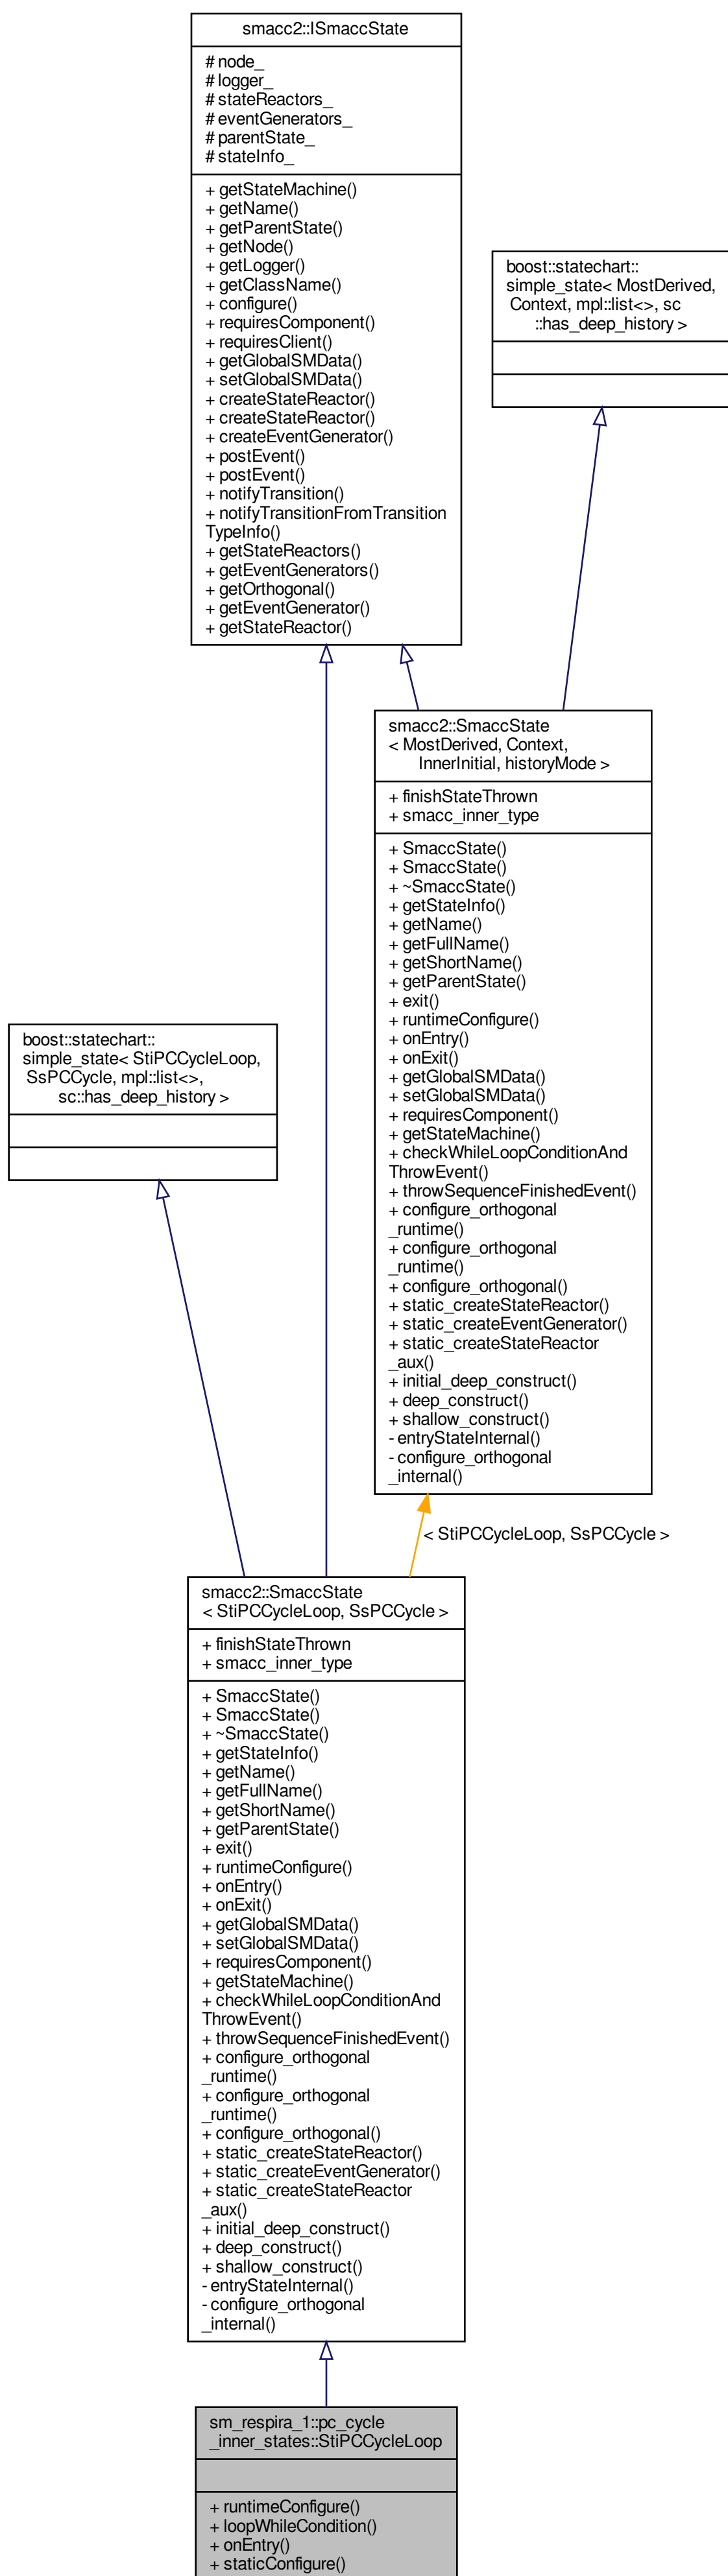 smacc2::ISmaccState
# node_
# logger_
# stateReactors_
# eventGenerators_
# parentState_
# stateInfo_
+ getStateMachine()
+ getName()
+ getParentState()
+ getNode()
+ getLogger()
+ getClassName()
+ configure()
+ requiresComponent()
+ requiresClient()
+ getGlobalSMData()
+ setGlobalSMData()
+ createStateReactor()
+ createStateReactor()
+ createEventGenerator()
+ postEvent()
+ postEvent()
+ notifyTransition()
+ notifyTransitionFromTransition
TypeInfo()
+ getStateReactors()
+ getEventGenerators()
+ getOrthogonal()
+ getEventGenerator()
+ getStateReactor()
boost::statechart::
simple_state< MostDerived,
Context, mpl::list<>, sc
::has_deep_history >
smacc2::SmaccState
< MostDerived, Context,
InnerInitial, historyMode >
+ finishStateThrown
+ smacc_inner_type
+ SmaccState()
+ SmaccState()
+ ~SmaccState()
+ getStateInfo()
+ getName()
+ getFullName()
+ getShortName()
+ getParentState()
+ exit()
+ runtimeConfigure()
+ onEntry()
+ onExit()
+ getGlobalSMData()
+ setGlobalSMData()
+ requiresComponent()
+ getStateMachine()
+ checkWhileLoopConditionAnd
ThrowEvent()
+ throwSequenceFinishedEvent()
+ configure_orthogonal
_runtime()
+ configure_orthogonal
_runtime()
+ configure_orthogonal()
+ static_createStateReactor()
+ static_createEventGenerator()
+ static_createStateReactor
_aux()
+ initial_deep_construct()
+ deep_construct()
+ shallow_construct()
- entryStateInternal()
- configure_orthogonal
_internal()
boost::statechart::
simple_state< StiPCCycleLoop,
SsPCCycle, mpl::list<>,
sc::has_deep_history >
< StiPCCycleLoop, SsPCCycle >
smacc2::SmaccState
< StiPCCycleLoop, SsPCCycle >
+ finishStateThrown
+ smacc_inner_type
+ SmaccState()
+ SmaccState()
+ ~SmaccState()
+ getStateInfo()
+ getName()
+ getFullName()
+ getShortName()
+ getParentState()
+ exit()
+ runtimeConfigure()
+ onEntry()
+ onExit()
+ getGlobalSMData()
+ setGlobalSMData()
+ requiresComponent()
+ getStateMachine()
+ checkWhileLoopConditionAnd
ThrowEvent()
+ throwSequenceFinishedEvent()
+ configure_orthogonal
_runtime()
+ configure_orthogonal
_runtime()
+ configure_orthogonal()
+ static_createStateReactor()
+ static_createEventGenerator()
+ static_createStateReactor
_aux()
+ initial_deep_construct()
+ deep_construct()
+ shallow_construct()
- entryStateInternal()
- configure_orthogonal
_internal()
sm_respira_1::pc_cycle
_inner_states::StiPCCycleLoop
+ runtimeConfigure()
+ loopWhileCondition()
+ onEntry()
+ staticConfigure()